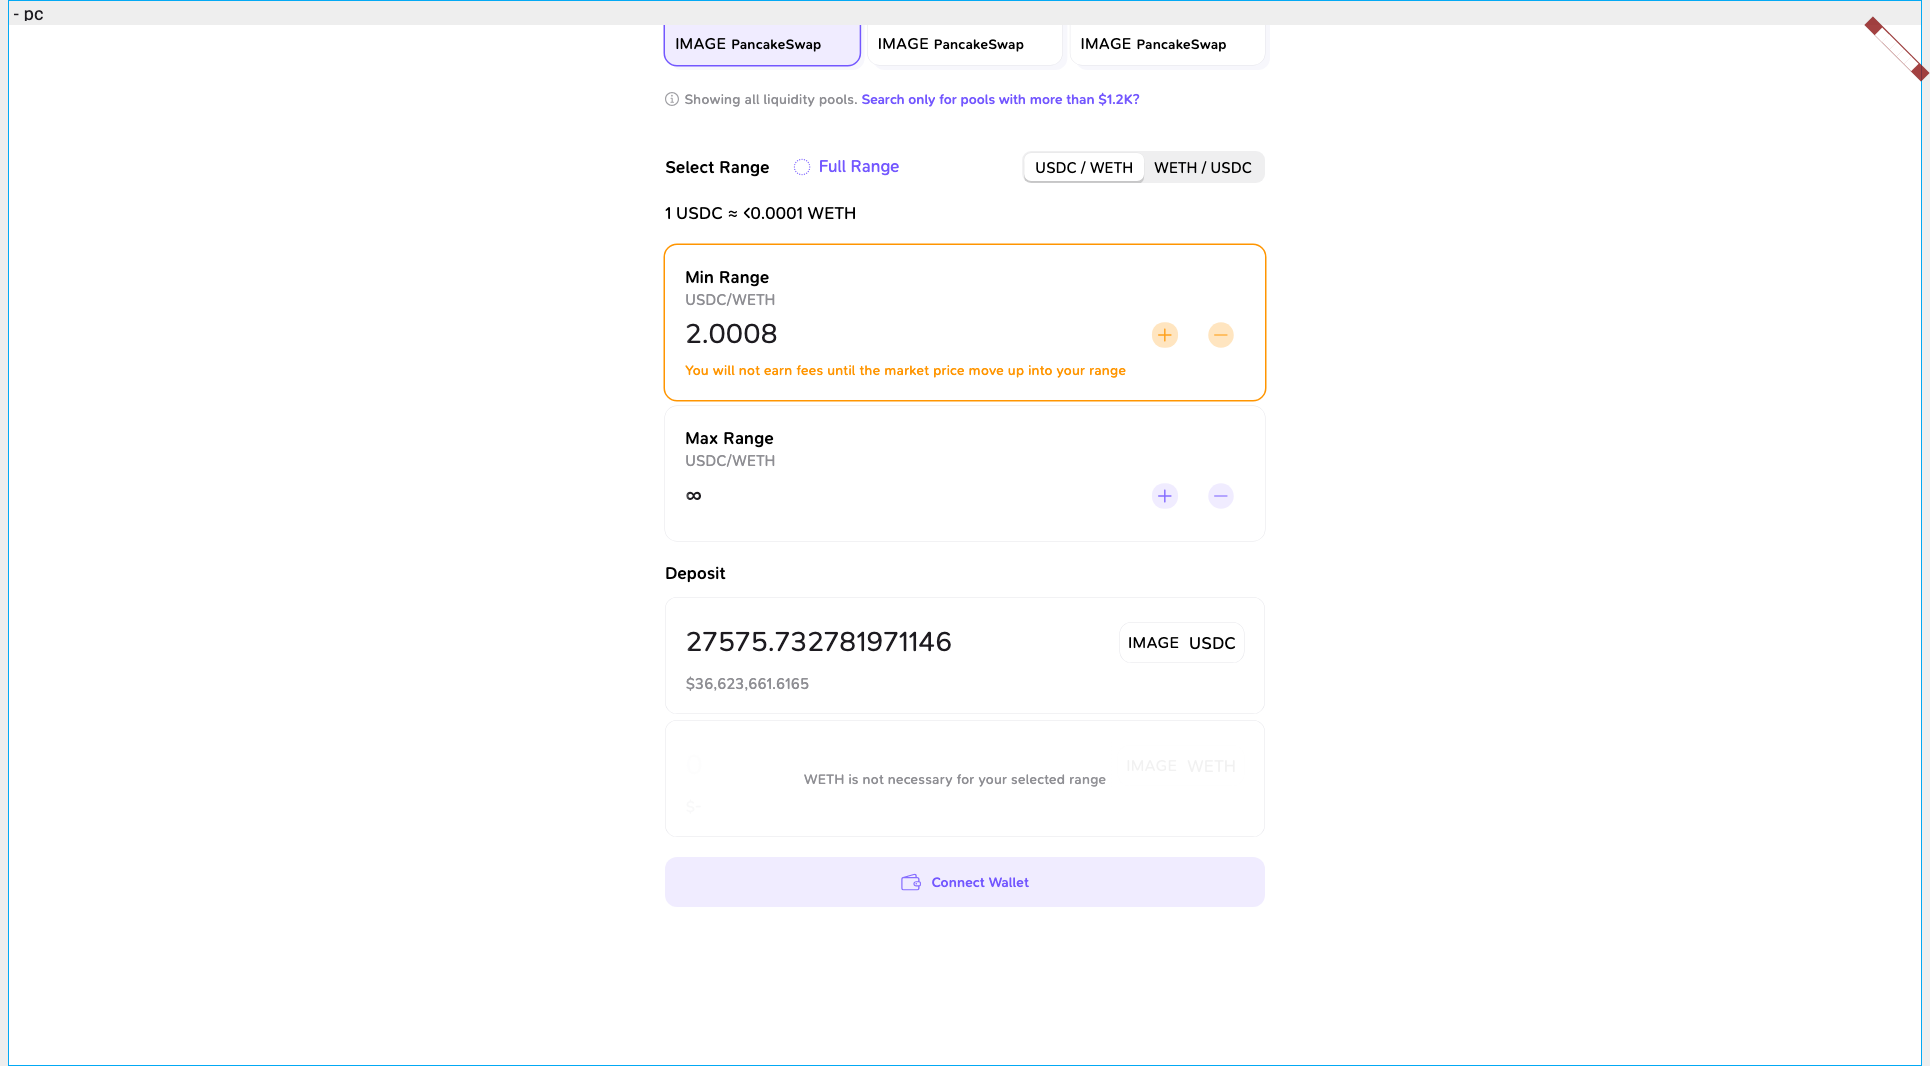 - pc
IMAGE PancakeSwap
IMAGE PancakeSwap
IMAGE PancakeSwap
Showing all liquidity pools. Search only for pools with more than $1.2K?
Select Range
Full Range
USDC / WETH
WETH / USDC
1 USDC ≈ <0.0001 WETH
Min Range
USDC/WETH
2.0008
You will not earn fees until the market price move up into your range
Max Range
USDC/WETH
∞
Deposit
27575.732781971146
IMAGE USDC
$36,623,661.6165
IMAGE WETH
WETH is not necessary for your selected range
Connect Wallet